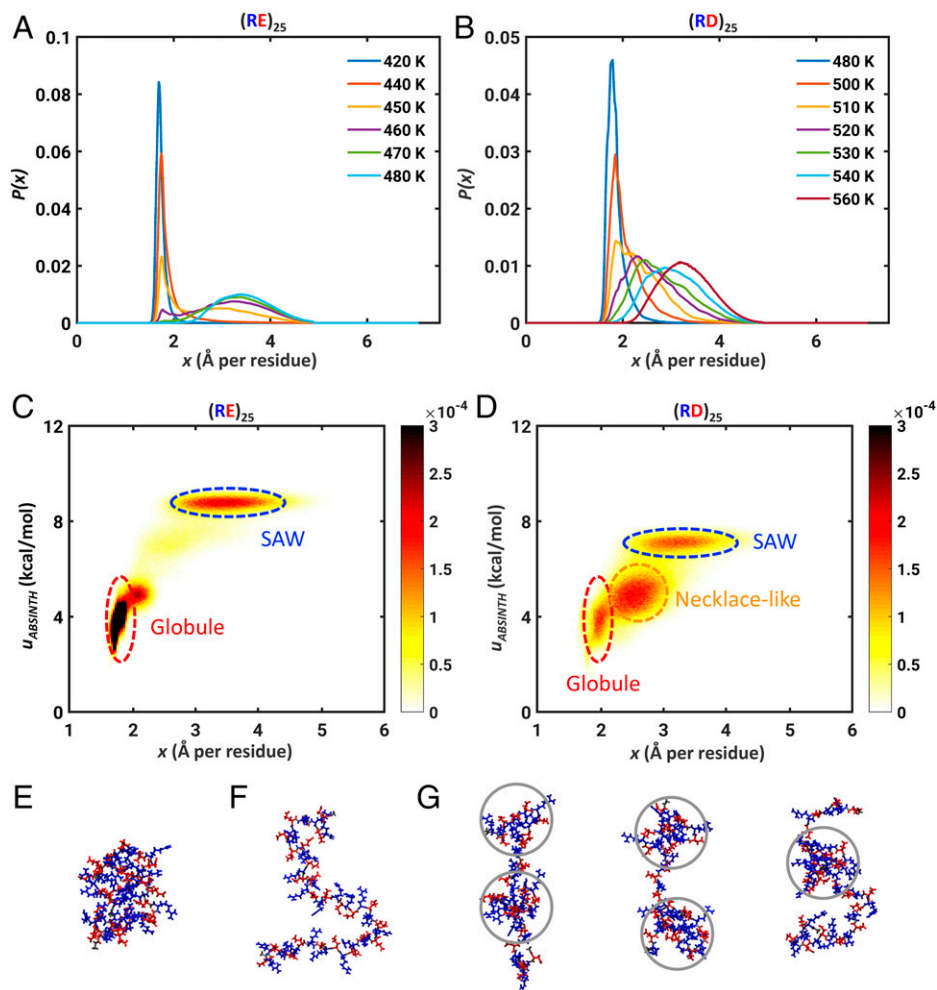 A
(RE)25
0.1
0.08
0.06
0.04
0.02
0
P(x)
420 K
440 K
450 K
460 K
470 K
480 K
0 2 4 6
x (Å per residue)
B
(RD)25
0.05
0.04
0.03
0.02
0.01
0
P(x)
480 K
500 K
510 K
520 K
530 K
540 K
560 K
0 2 4 6
x (Å per residue)
C
(RE)25
12
8
4
0
uABSINTH (kcal/mol)
SAW
Globule
1 2 3 4 5 6
x (Å per residue)
×10-4
3
2.5
2
1.5
1
0.5
0
D
(RD)25
12
8
4
0
uABSINTH (kcal/mol)
SAW
Necklace-like
Globule
1 2 3 4 5 6
x (Å per residue)
×10-4
3
2.5
2
1.5
1
0.5
0
E
F
G